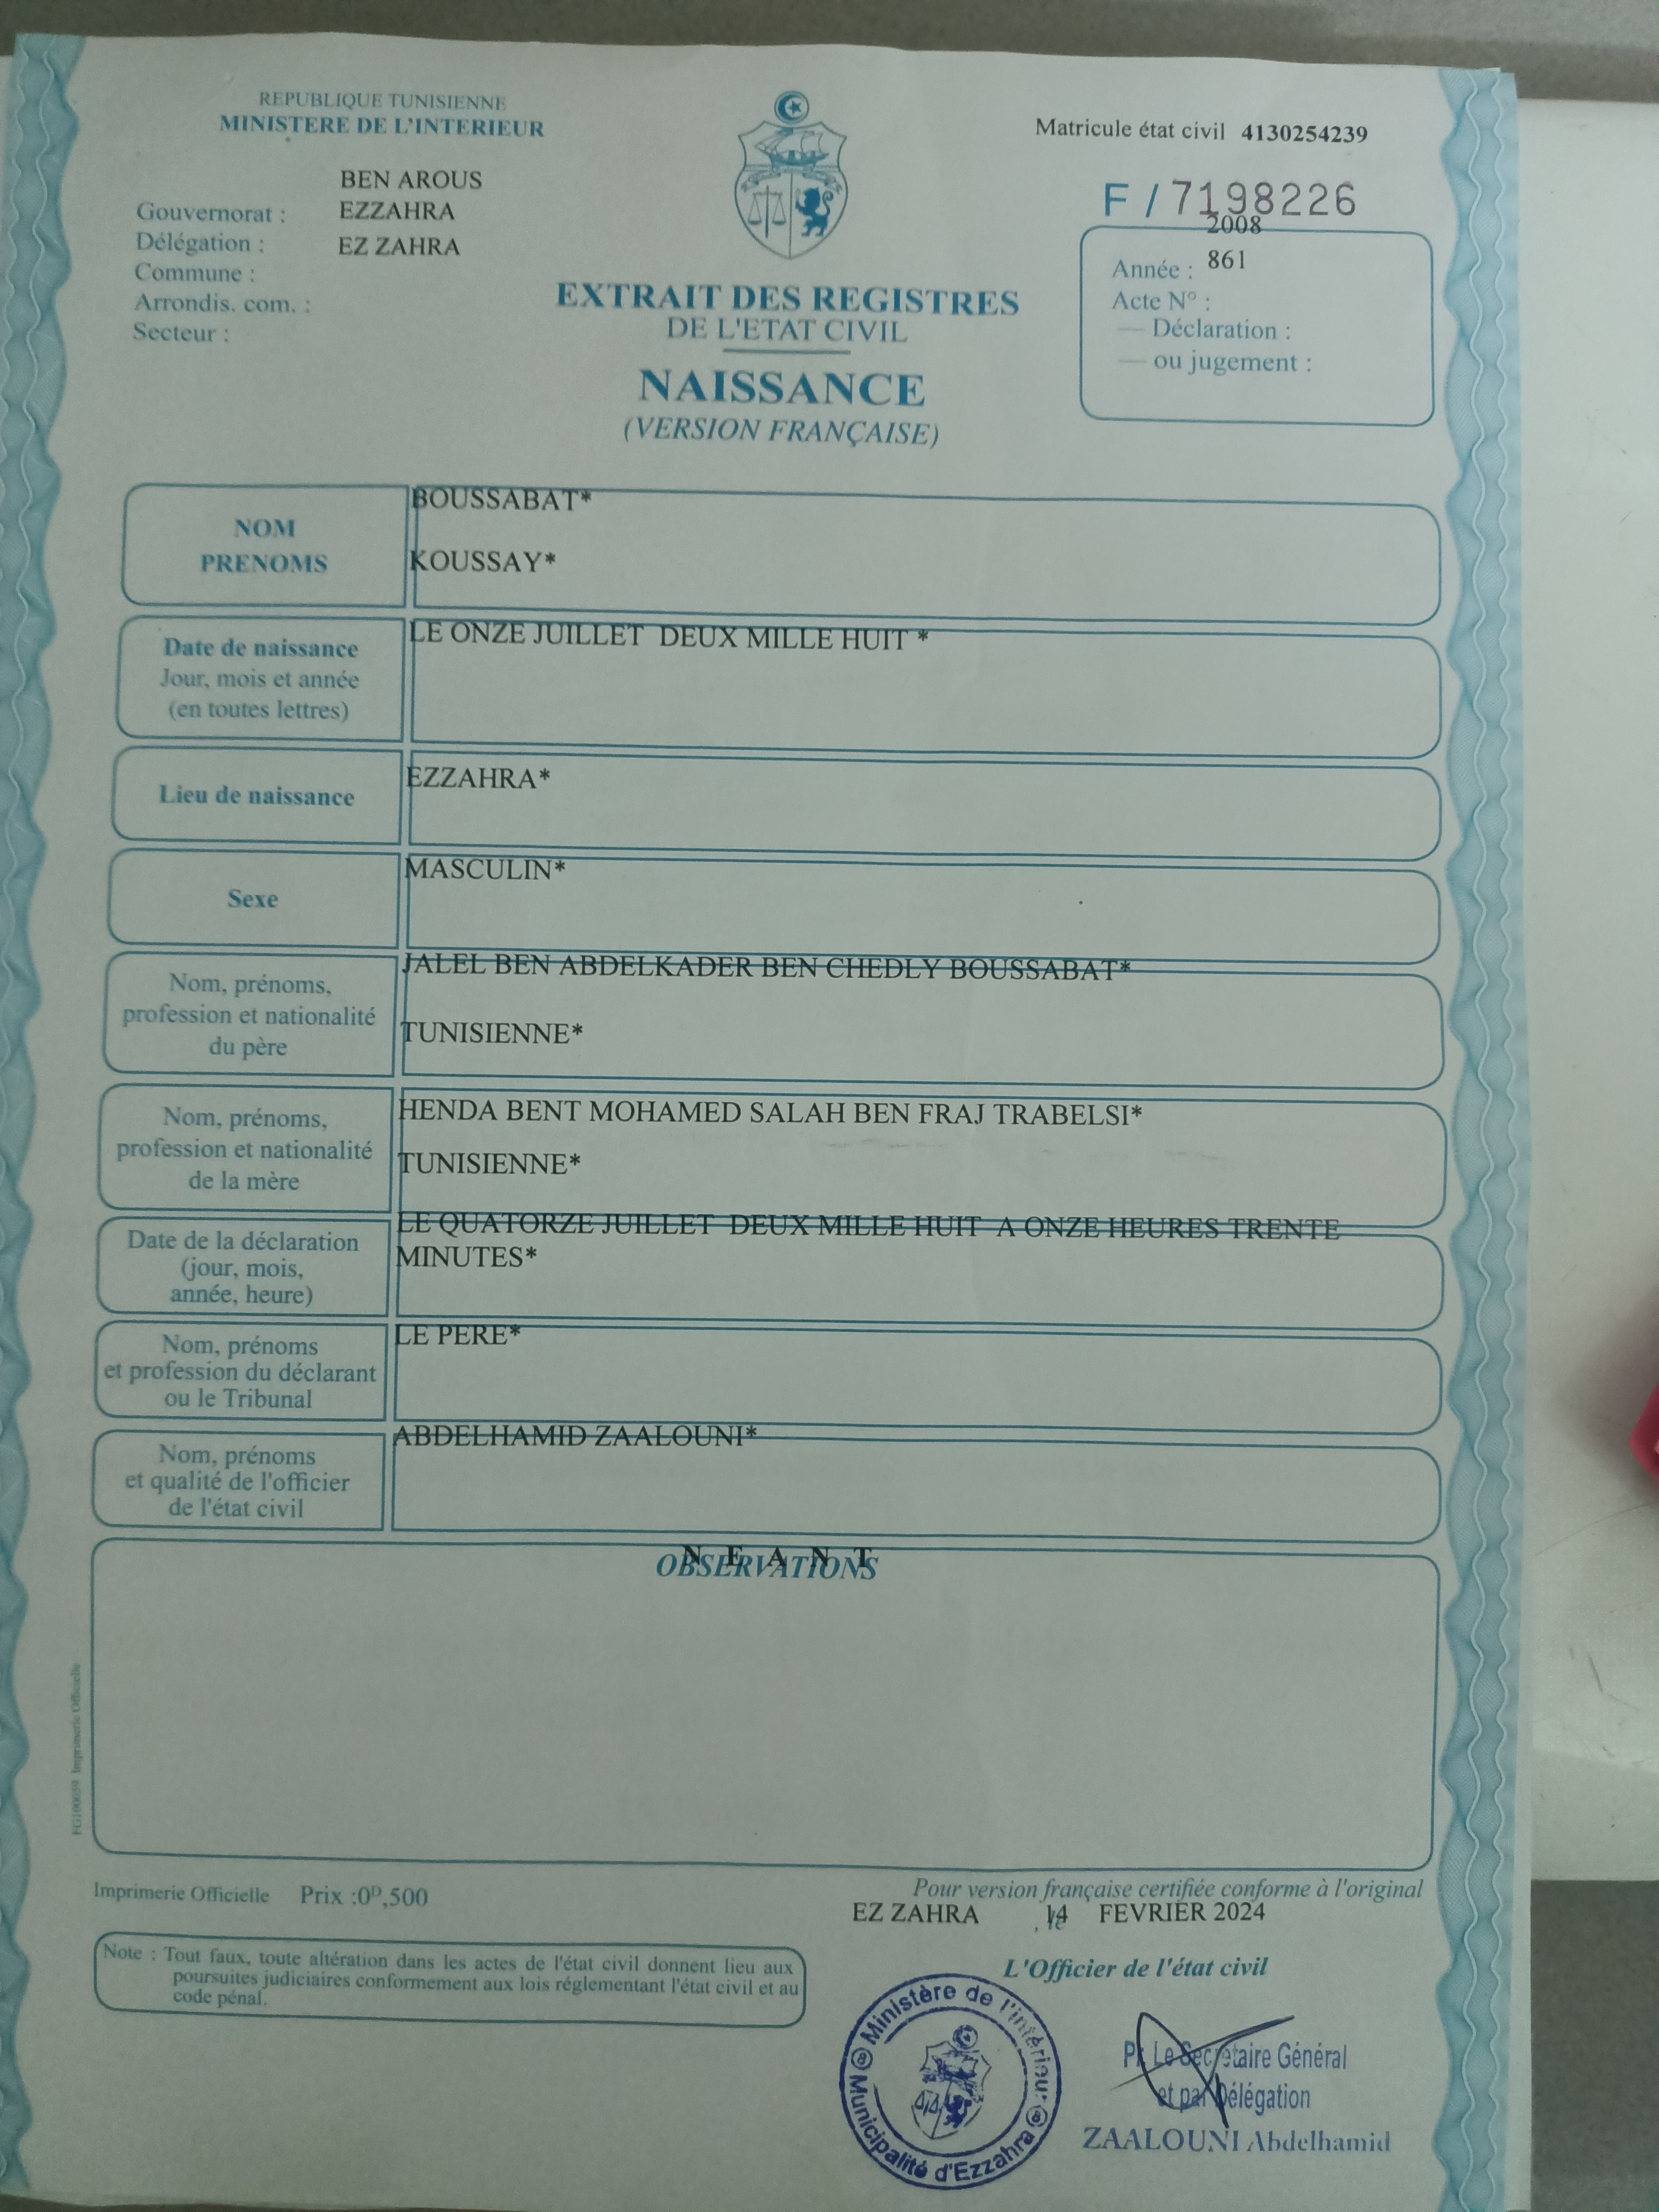 REPUBLIQUE TUNISIENNE
MINISTERE DE L'INTERIEUR
Matricule état civil 4130254239
BEN AROUS
Gouvernorat : EZZAHRA
Délégation : EZ ZAHRA
Commune :
Arrondis. com. :
Secteur :
F / 7198226
2008
Année : 861
Acte N° :
— Déclaration :
— ou jugement :
EXTRAIT DES REGISTRES
DE L'ETAT CIVIL
NAISSANCE
(VERSION FRANÇAISE)
NOM
PRENOMS
BOUSSABAT*
KOUSSAY*
Date de naissance
Jour, mois et année
(en toutes lettres)
LE ONZE JUILLET DEUX MILLE HUIT *
Lieu de naissance
EZZAHRA*
Sexe
MASCULIN*
Nom, prénoms,
profession et nationalité
du père
JALEL BEN ABDELKADER BEN CHEDLY BOUSSABAT*
TUNISIENNE*
Nom, prénoms,
profession et nationalité
de la mère
HENDA BENT MOHAMED SALAH BEN FRAJ TRABELSI*
TUNISIENNE*
Date de la déclaration
(jour, mois,
année, heure)
LE QUATORZE JUILLET DEUX MILLE HUIT A ONZE HEURES TRENTE
MINUTES*
Nom, prénoms
et profession du déclarant
ou le Tribunal
LE PERE*
Nom, prénoms
et qualité de l'officier
de l'état civil
ABDELHAMID ZAALOUNI*
N E A N T
OBSERVATIONS
Imprimerie Officielle
Imprimerie Officielle Prix :0ᴰ,500
Pour version française certifiée conforme à l'original
EZ ZAHRA , le 14 FEVRIER 2024
Note : Tout faux, toute altération dans les actes de l'état civil donnent lieu aux
poursuites judiciaires conformement aux lois réglementant l'état civil et au
code pénal.
L'Officier de l'état civil
Ministère de l'intérieur
Municipalité d'Ezzahra
P. Le Secrétaire Général
et par Délégation
ZAALOUNI Abdelhamid